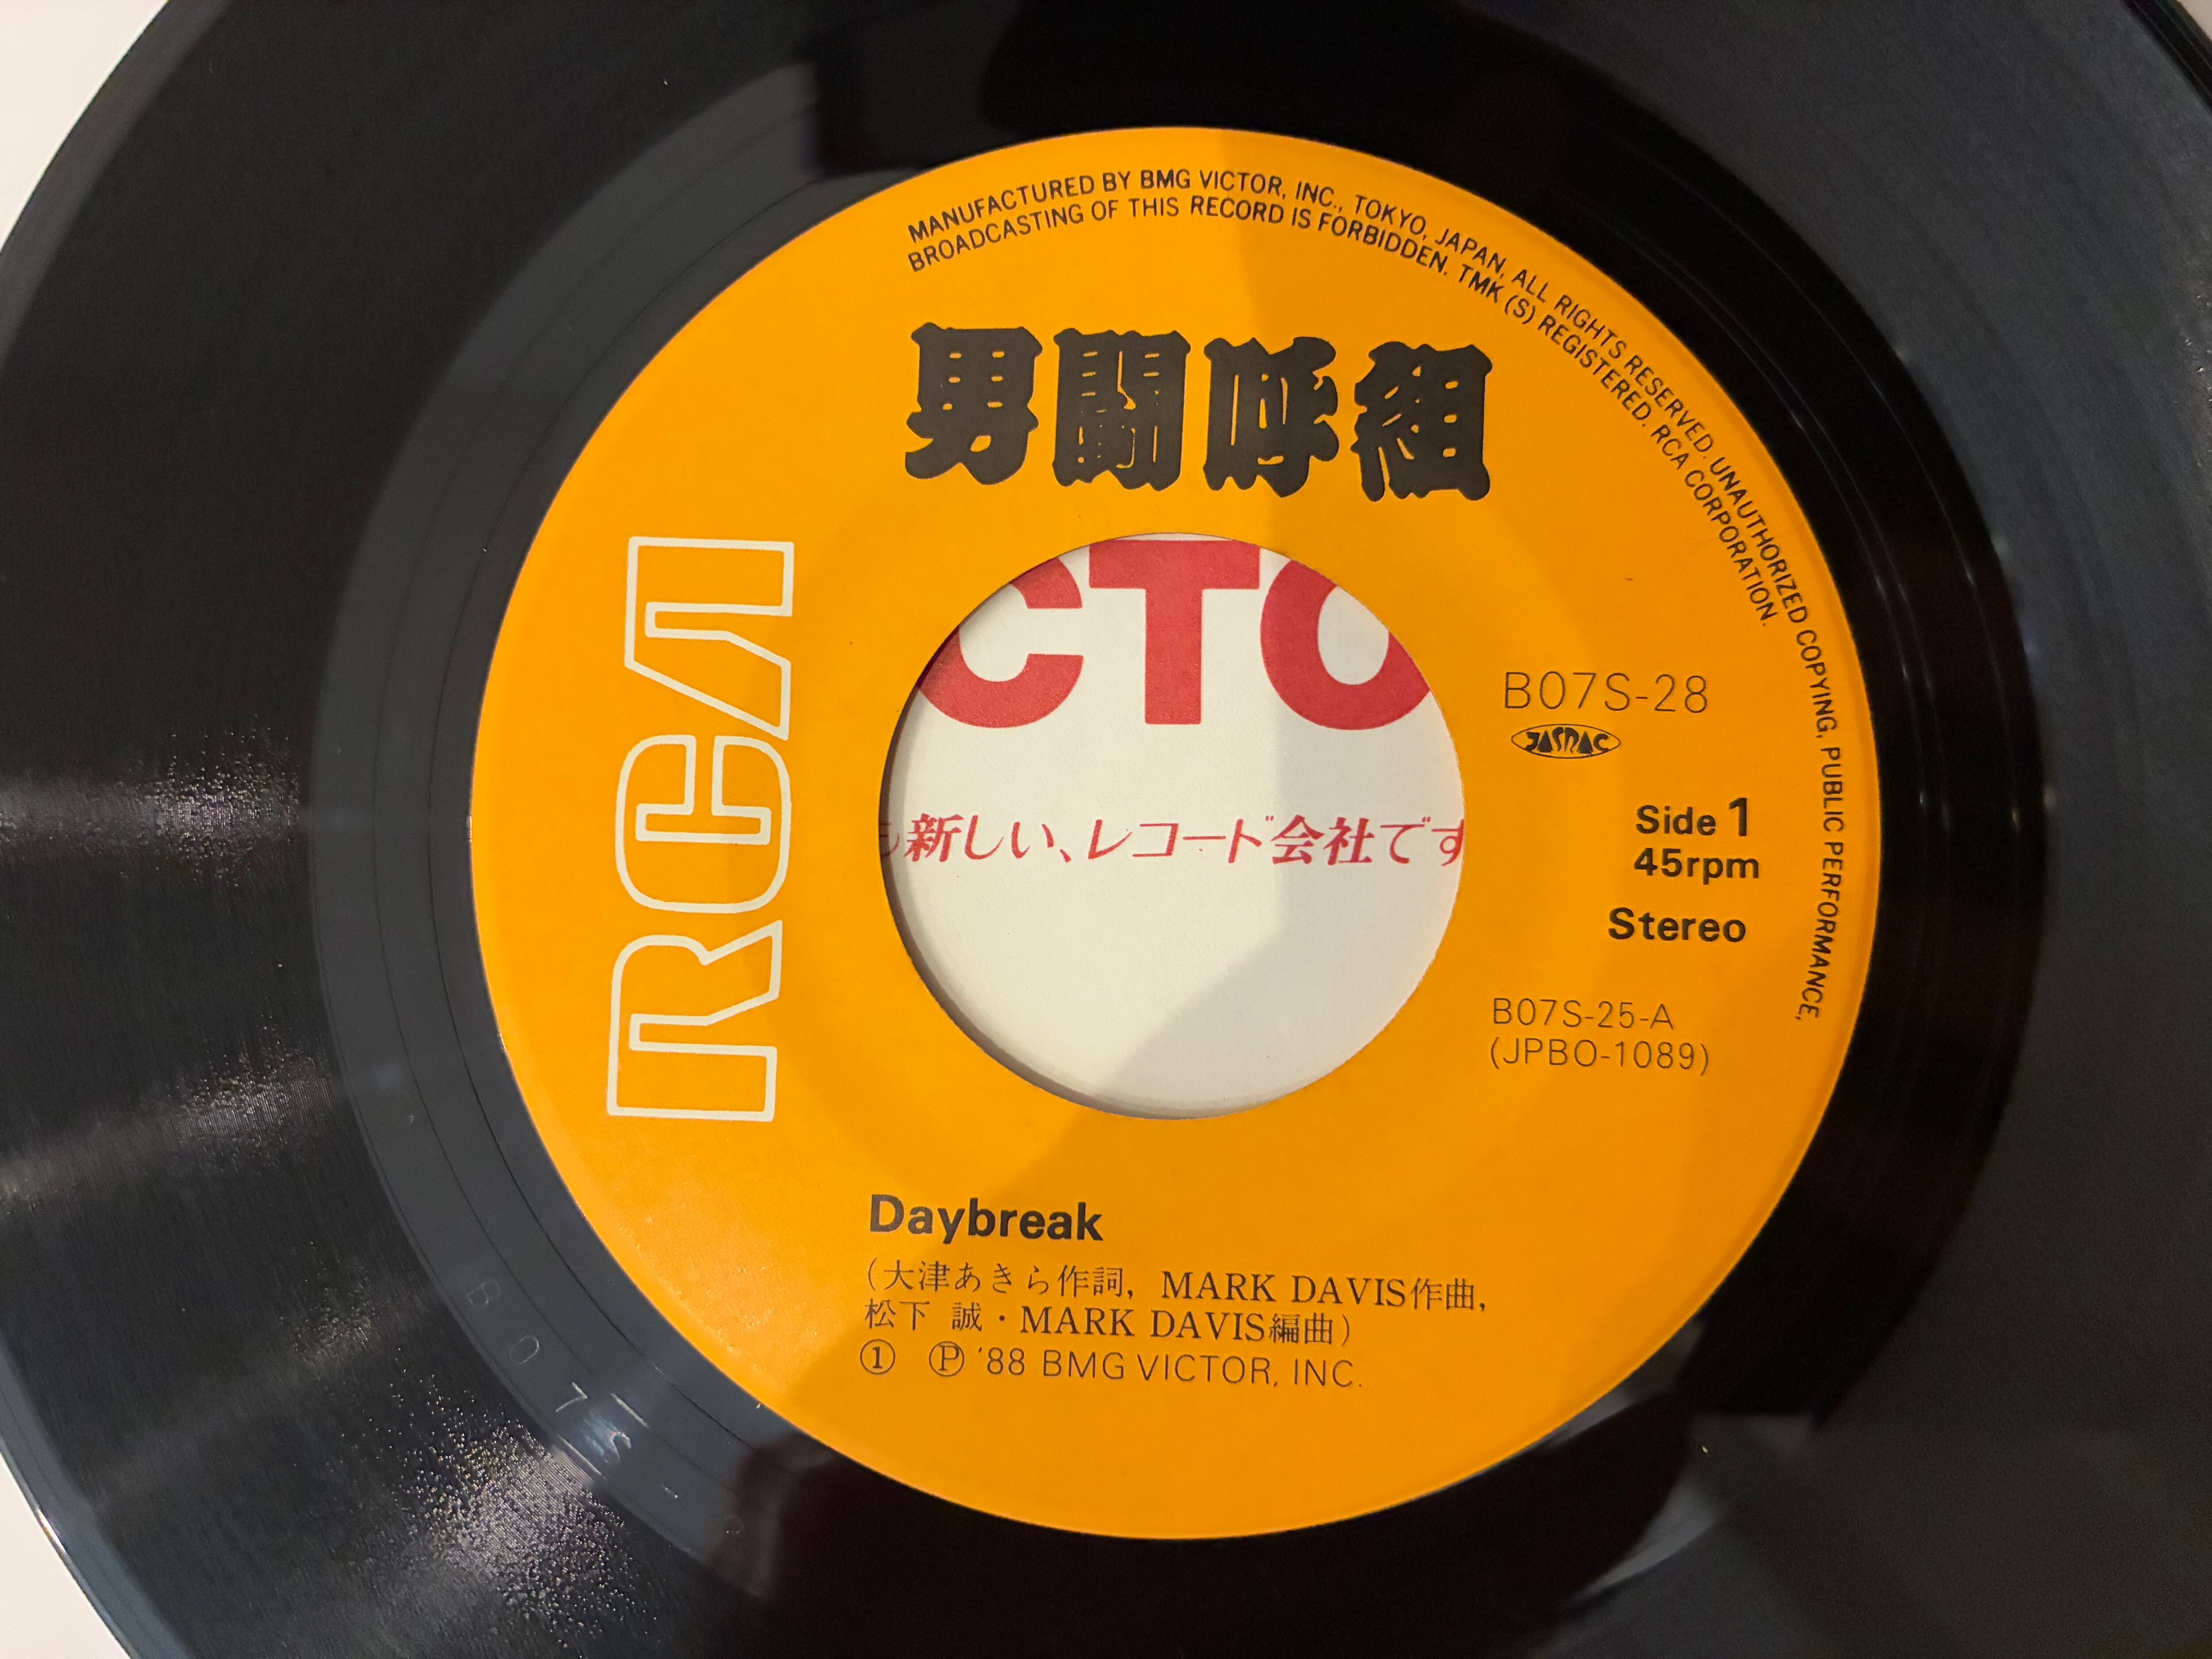 MANUFACTURED BY BMG VICTOR, INC., TOKYO, JAPAN, ALL RIGHTS RESERVED. UNAUTHORIZED COPYING, PUBLIC PERFORMANCE,
BROADCASTING OF THIS RECORD IS FORBIDDEN. TMK (S) REGISTERED. RCA CORPORATION.
男闘呼組
RCA
CTO
新しい、レコード会社です
B07S-28
JASRAC
Side 1
45rpm
Stereo
B07S-25-A
(JPBO-1089)
Daybreak
(大津あきら作詞, MARK DAVIS作曲,
松下 誠・MARK DAVIS編曲)
① Ⓟ '88 BMG VICTOR, INC.
B07S-